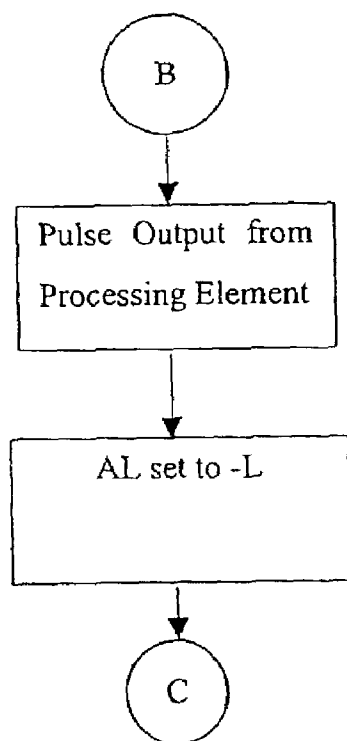 B
Pulse Output from
Processing Element
AL set to -L
C